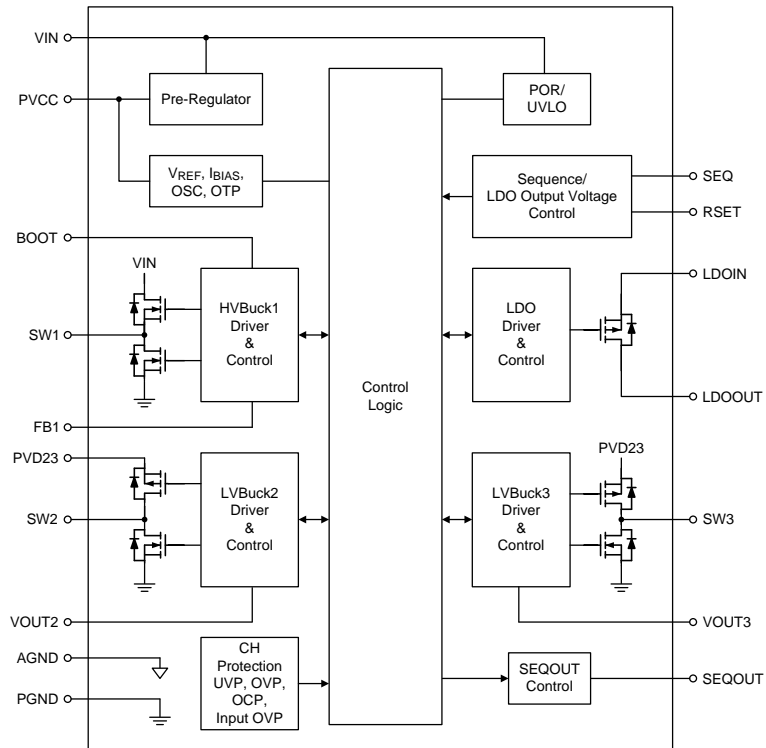 VIN
PVCC
Pre-Regulator
POR/
UVLO
VREF, IBIAS,
OSC, OTP
Sequence/
LDO Output Voltage
Control
SEQ
RSET
BOOT
VIN
SW1
HVBuck1
Driver
&
Control
FB1
Control
Logic
LDO
Driver
&
Control
LDOIN
LDOOUT
PVD23
SW2
LVBuck2
Driver
&
Control
VOUT2
LVBuck3
Driver
&
Control
PVD23
SW3
VOUT3
AGND
PGND
CH
Protection
UVP, OVP,
OCP,
Input OVP
SEQOUT
Control
SEQOUT